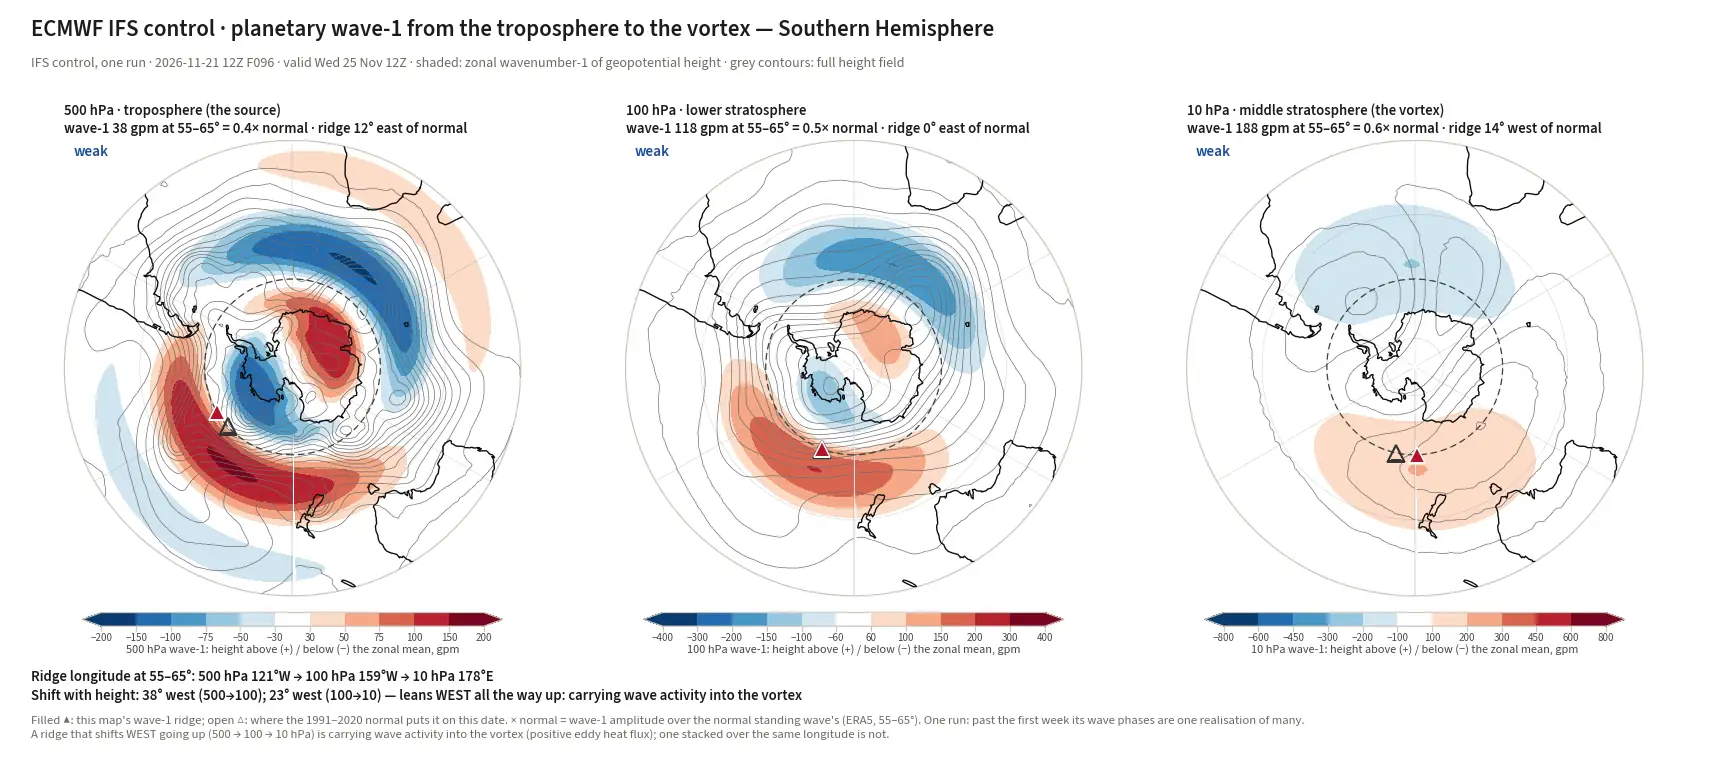 ECMWF IFS control · planetary wave-1 from the troposphere to the vortex — Southern Hemisphere
IFS control, one run · 2026-11-21 12Z F096 · valid Wed 25 Nov 12Z · shaded: zonal wavenumber-1 of geopotential height · grey contours: full height field
500 hPa · troposphere (the source)
wave-1 38 gpm at 55–65° = 0.4× normal · ridge 12° east of normal
weak
100 hPa · lower stratosphere
wave-1 118 gpm at 55–65° = 0.5× normal · ridge 0° east of normal
weak
10 hPa · middle stratosphere (the vortex)
wave-1 188 gpm at 55–65° = 0.6× normal · ridge 14° west of normal
weak
−200 −150 −100 −75 −50 −30 30 50 75 100 150 200
500 hPa wave-1: height above (+) / below (−) the zonal mean, gpm
−400 −300 −200 −150 −100 −60 60 100 150 200 300 400
100 hPa wave-1: height above (+) / below (−) the zonal mean, gpm
−800 −600 −450 −300 −200 −100 100 200 300 450 600 800
10 hPa wave-1: height above (+) / below (−) the zonal mean, gpm
Ridge longitude at 55–65°: 500 hPa 121°W → 100 hPa 159°W → 10 hPa 178°E
Shift with height: 38° west (500→100); 23° west (100→10) — leans WEST all the way up: carrying wave activity into the vortex
Filled ▲: this map's wave-1 ridge; open △: where the 1991–2020 normal puts it on this date. × normal = wave-1 amplitude over the normal standing wave's (ERA5, 55–65°). One run: past the first week its wave phases are one realisation of many.
A ridge that shifts WEST going up (500 → 100 → 10 hPa) is carrying wave activity into the vortex (positive eddy heat flux); one stacked over the same longitude is not.